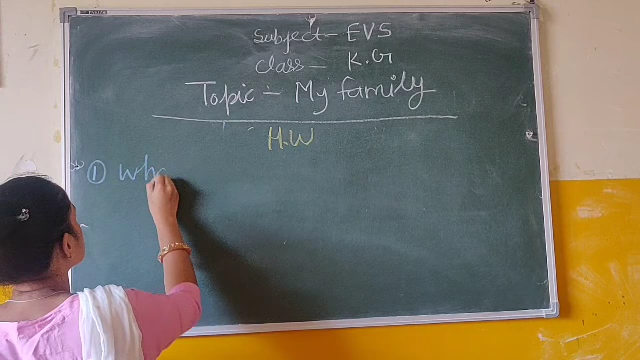 Subject - EVS
Class - K.G
Topic - My family
H.W
① wh